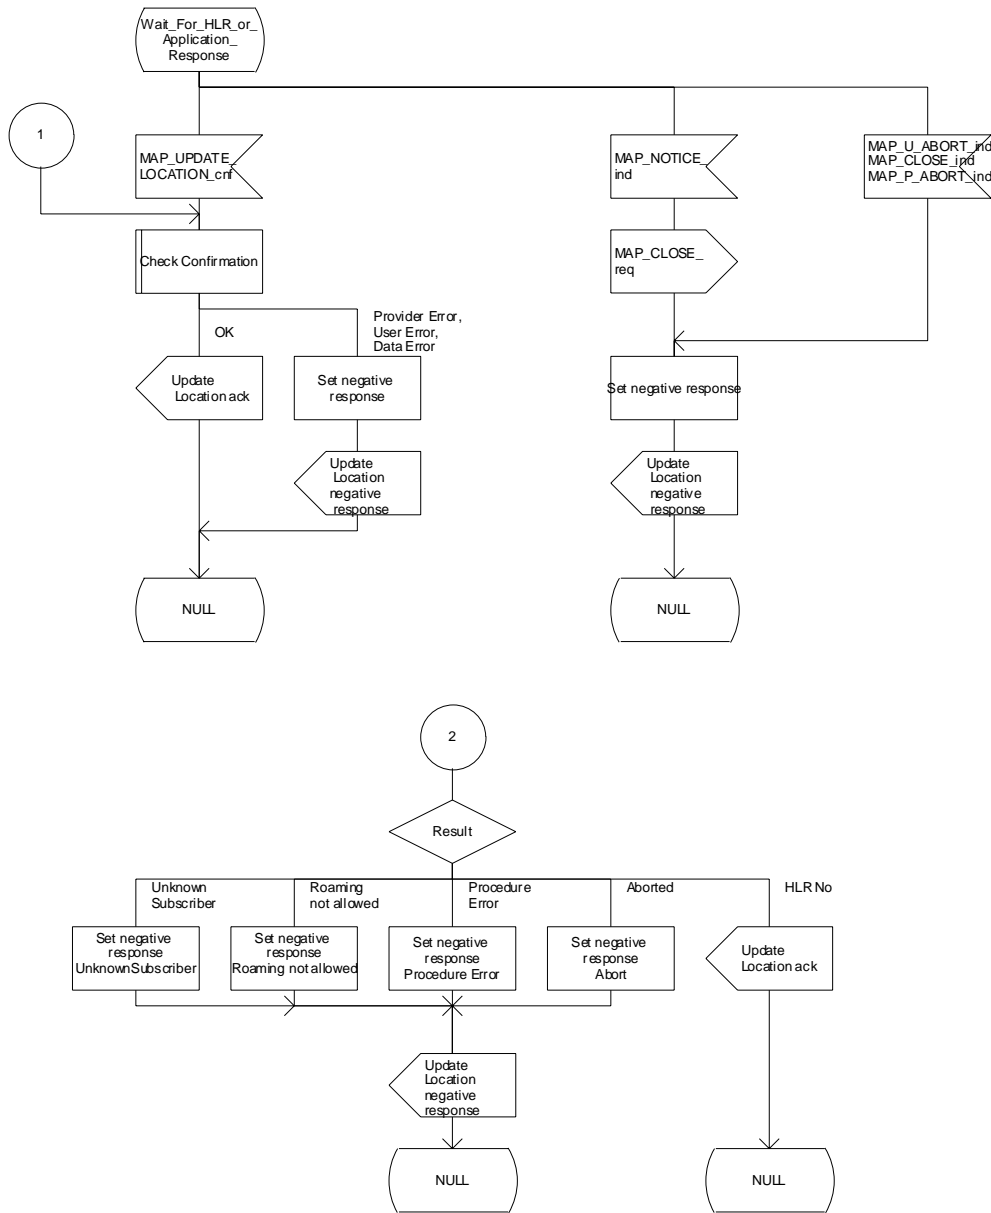 Wait_For_HLR_or_
Application_
Response
1
MAP_UPDATE_
LOCATION_cnf
MAP_NOTICE_
ind
MAP_U_ABORT_ind
MAP_CLOSE_ind
MAP_P_ABORT_ind
Check Confirmation
MAP_CLOSE_
req
OK
Provider Error,
User Error,
Data Error
Update
Location ack
Set negative
response
Set negative response
Update
Location
negative
response
Update
Location
negative
response
NULL
NULL
2
Result
Unknown
Subscriber
Roaming
not allowed
Procedure
Error
Aborted
HLR No
Set negative
response
UnknownSubscriber
Set negative
response
Roaming not allowed
Set negative
response
Procedure Error
Set negative
response
Abort
Update
Location ack
Update
Location
negative
response
NULL
NULL